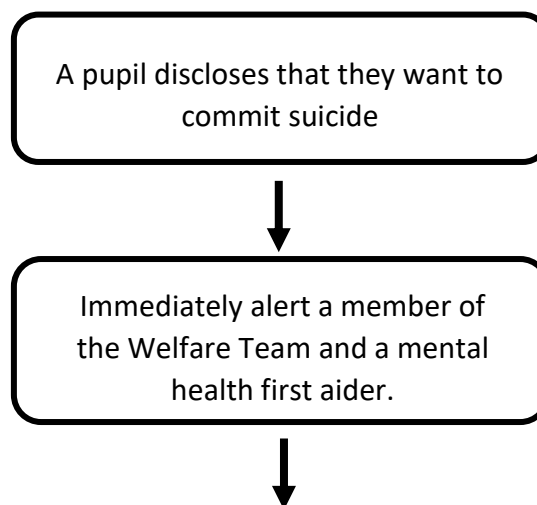 A pupil discloses that they want to
commit suicide
Immediately alert a member of
the Welfare Team and a mental
health first aider.